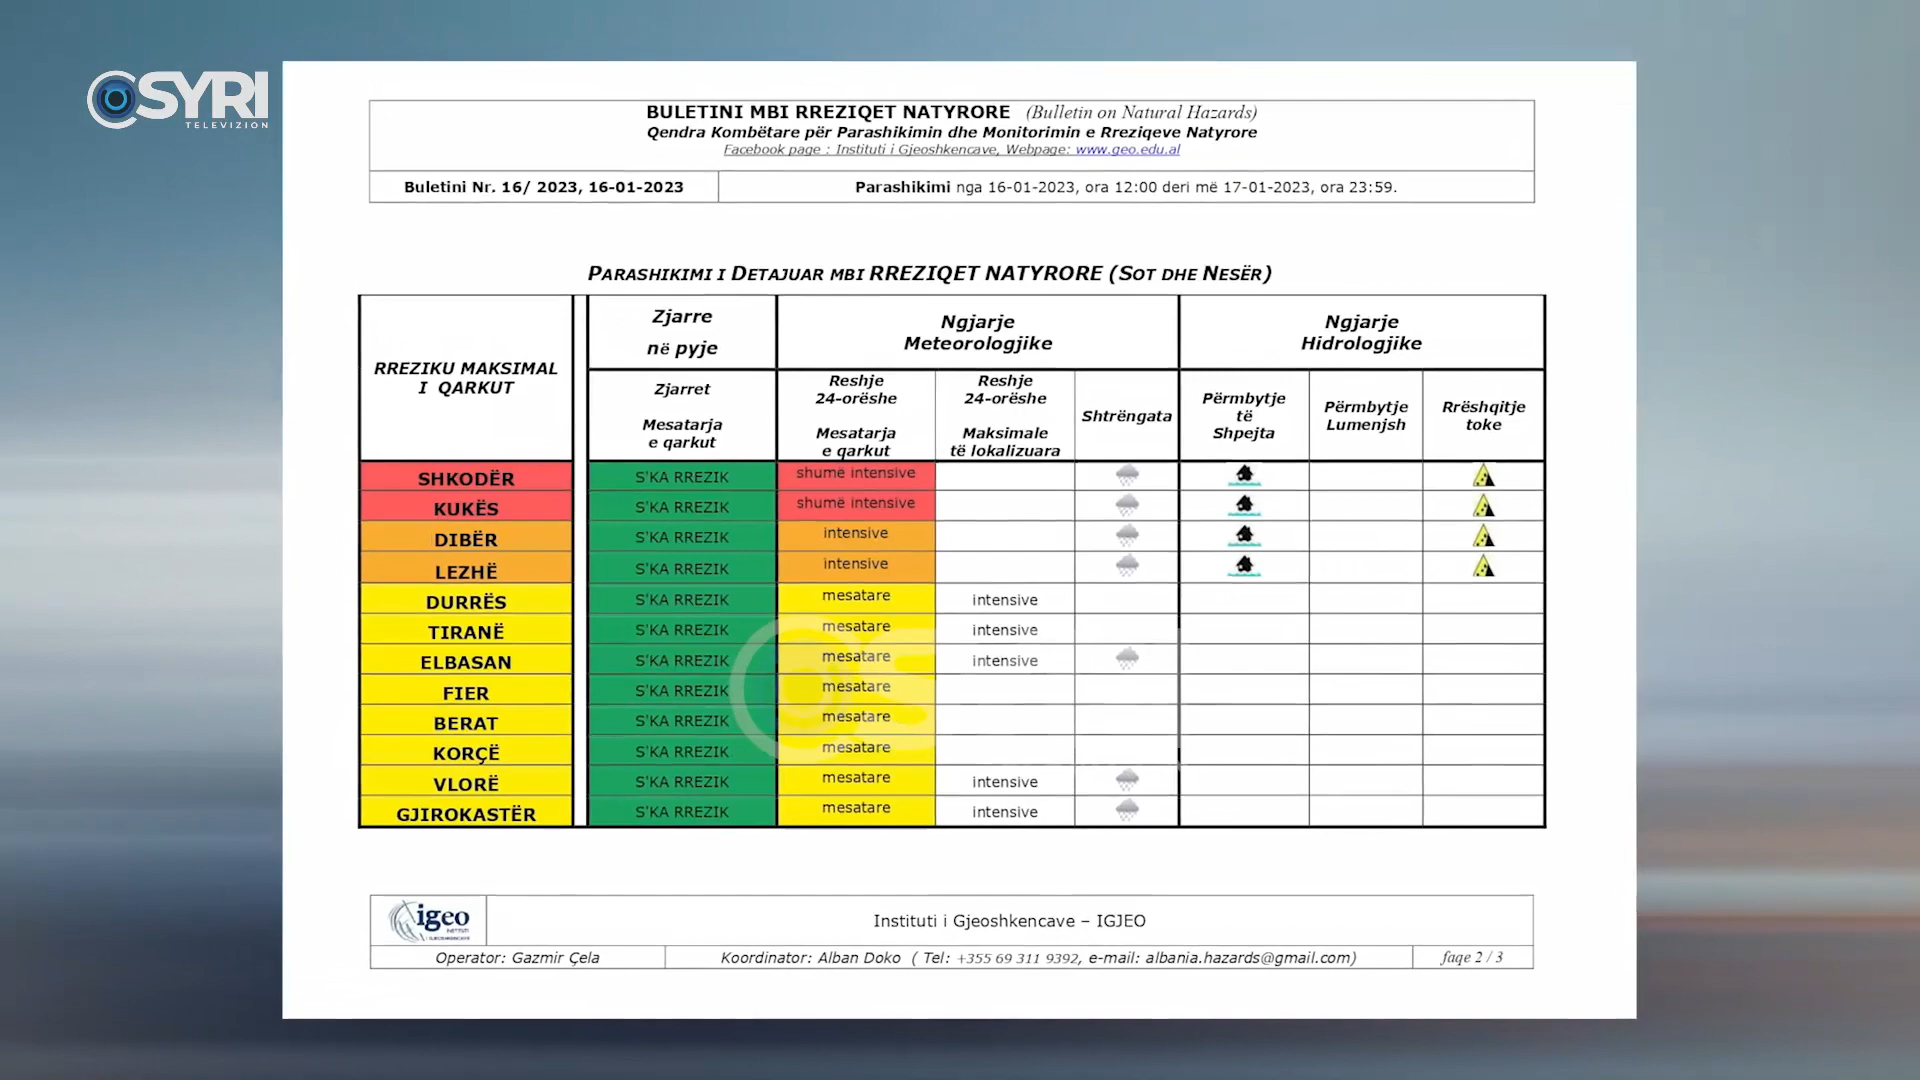 SYRI
TELEVIZION
BULETINI MBI RREZIQET NATYRORE (Bulletin on Natural Hazards)
Qendra Kombëtare për Parashikimin dhe Monitorimin e Rreziqeve Natyrore
Facebook page : Instituti i Gjeoshkencave, Webpage: www.geo.edu.al
Buletini Nr. 16/ 2023, 16-01-2023 Parashikimi nga 16-01-2023, ora 12:00 deri më 17-01-2023, ora 23:59.
PARASHIKIMI I DETAJUAR MBI RREZIQET NATYRORE (SOT DHE NESËR)
RREZIKU MAKSIMAL
I QARKUT
Zjarre
në pyje
Ngjarje
Meteorologjike
Ngjarje
Hidrologjike
Zjarret
Mesatarja
e qarkut
Reshje
24-orëshe
Mesatarja
e qarkut
Reshje
24-orëshe
Maksimale
të lokalizuara
Shtrëngata
Përmbytje
të
Shpejta
Përmbytje
Lumenjsh
Rrëshqitje
toke
SHKODËR S'KA RREZIK shumë intensive
KUKËS S'KA RREZIK shumë intensive
DIBËR S'KA RREZIK intensive
LEZHË S'KA RREZIK intensive
DURRËS S'KA RREZIK mesatare intensive
TIRANË S'KA RREZIK mesatare intensive
ELBASAN S'KA RREZIK mesatare intensive
FIER S'KA RREZIK mesatare
BERAT S'KA RREZIK mesatare
KORÇË S'KA RREZIK mesatare
VLORË S'KA RREZIK mesatare intensive
GJIROKASTËR S'KA RREZIK mesatare intensive
igeo
INSTITUTI
I GJEOSHKENCAVE
Instituti i Gjeoshkencave – IGJEO
Operator: Gazmir Çela Koordinator: Alban Doko ( Tel: +355 69 311 9392, e-mail: albania.hazards@gmail.com) faqe 2 / 3